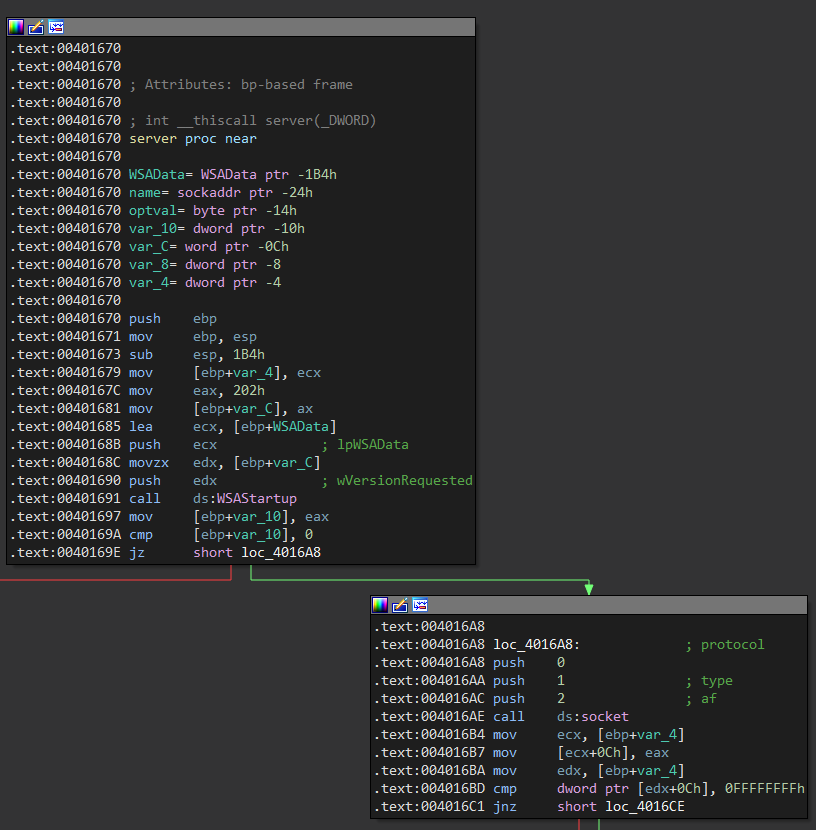 .text:00401670
.text:00401670
.text:00401670 ; Attributes: bp-based frame
.text:00401670
.text:00401670 ; int __thiscall server(_DWORD)
.text:00401670 server proc near
.text:00401670
.text:00401670 WSAData= WSAData ptr -1B4h
.text:00401670 name= sockaddr ptr -24h
.text:00401670 optval= byte ptr -14h
.text:00401670 var_10= dword ptr -10h
.text:00401670 var_C= word ptr -0Ch
.text:00401670 var_8= dword ptr -8
.text:00401670 var_4= dword ptr -4
.text:00401670
.text:00401670 push    ebp
.text:00401671 mov     ebp, esp
.text:00401673 sub     esp, 1B4h
.text:00401679 mov     [ebp+var_4], ecx
.text:0040167C mov     eax, 202h
.text:00401681 mov     [ebp+var_C], ax
.text:00401685 lea     ecx, [ebp+WSAData]
.text:0040168B push    ecx             ; lpWSAData
.text:0040168C movzx   edx, [ebp+var_C]
.text:00401690 push    edx             ; wVersionRequested
.text:00401691 call    ds:WSAStartup
.text:00401697 mov     [ebp+var_10], eax
.text:0040169A cmp     [ebp+var_10], 0
.text:0040169E jz      short loc_4016A8
.text:004016A8
.text:004016A8 loc_4016A8:             ; protocol
.text:004016A8 push    0
.text:004016AA push    1               ; type
.text:004016AC push    2               ; af
.text:004016AE call    ds:socket
.text:004016B4 mov     ecx, [ebp+var_4]
.text:004016B7 mov     [ecx+0Ch], eax
.text:004016BA mov     edx, [ebp+var_4]
.text:004016BD cmp     dword ptr [edx+0Ch], 0FFFFFFFFh
.text:004016C1 jnz     short loc_4016CE